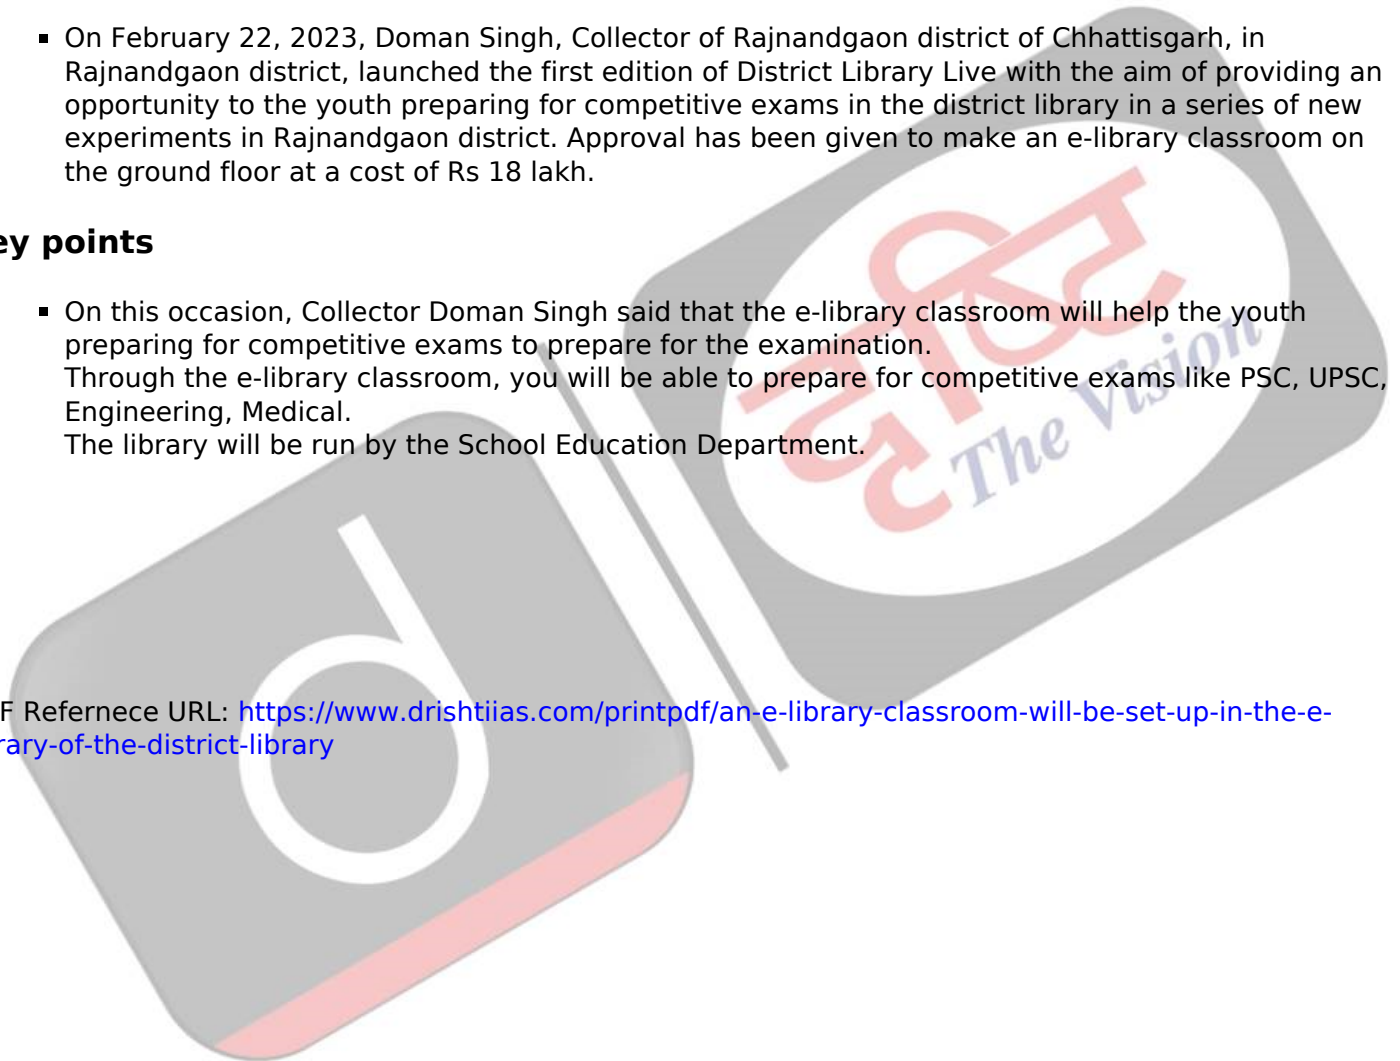 ▪ On February 22, 2023, Doman Singh, Collector of Rajnandgaon district of Chhattisgarh, in
Rajnandgaon district, launched the first edition of District Library Live with the aim of providing an
opportunity to the youth preparing for competitive exams in the district library in a series of new
experiments in Rajnandgaon district. Approval has been given to make an e-library classroom on
the ground floor at a cost of Rs 18 lakh.
ey points
▪ On this occasion, Collector Doman Singh said that the e-library classroom will help the youth
preparing for competitive exams to prepare for the examination.
Through the e-library classroom, you will be able to prepare for competitive exams like PSC, UPSC,
Engineering, Medical.
The library will be run by the School Education Department.
दृष्टि
The Vision
d
F Refernece URL: https://www.drishtiias.com/printpdf/an-e-library-classroom-will-be-set-up-in-the-e-
rary-of-the-district-library